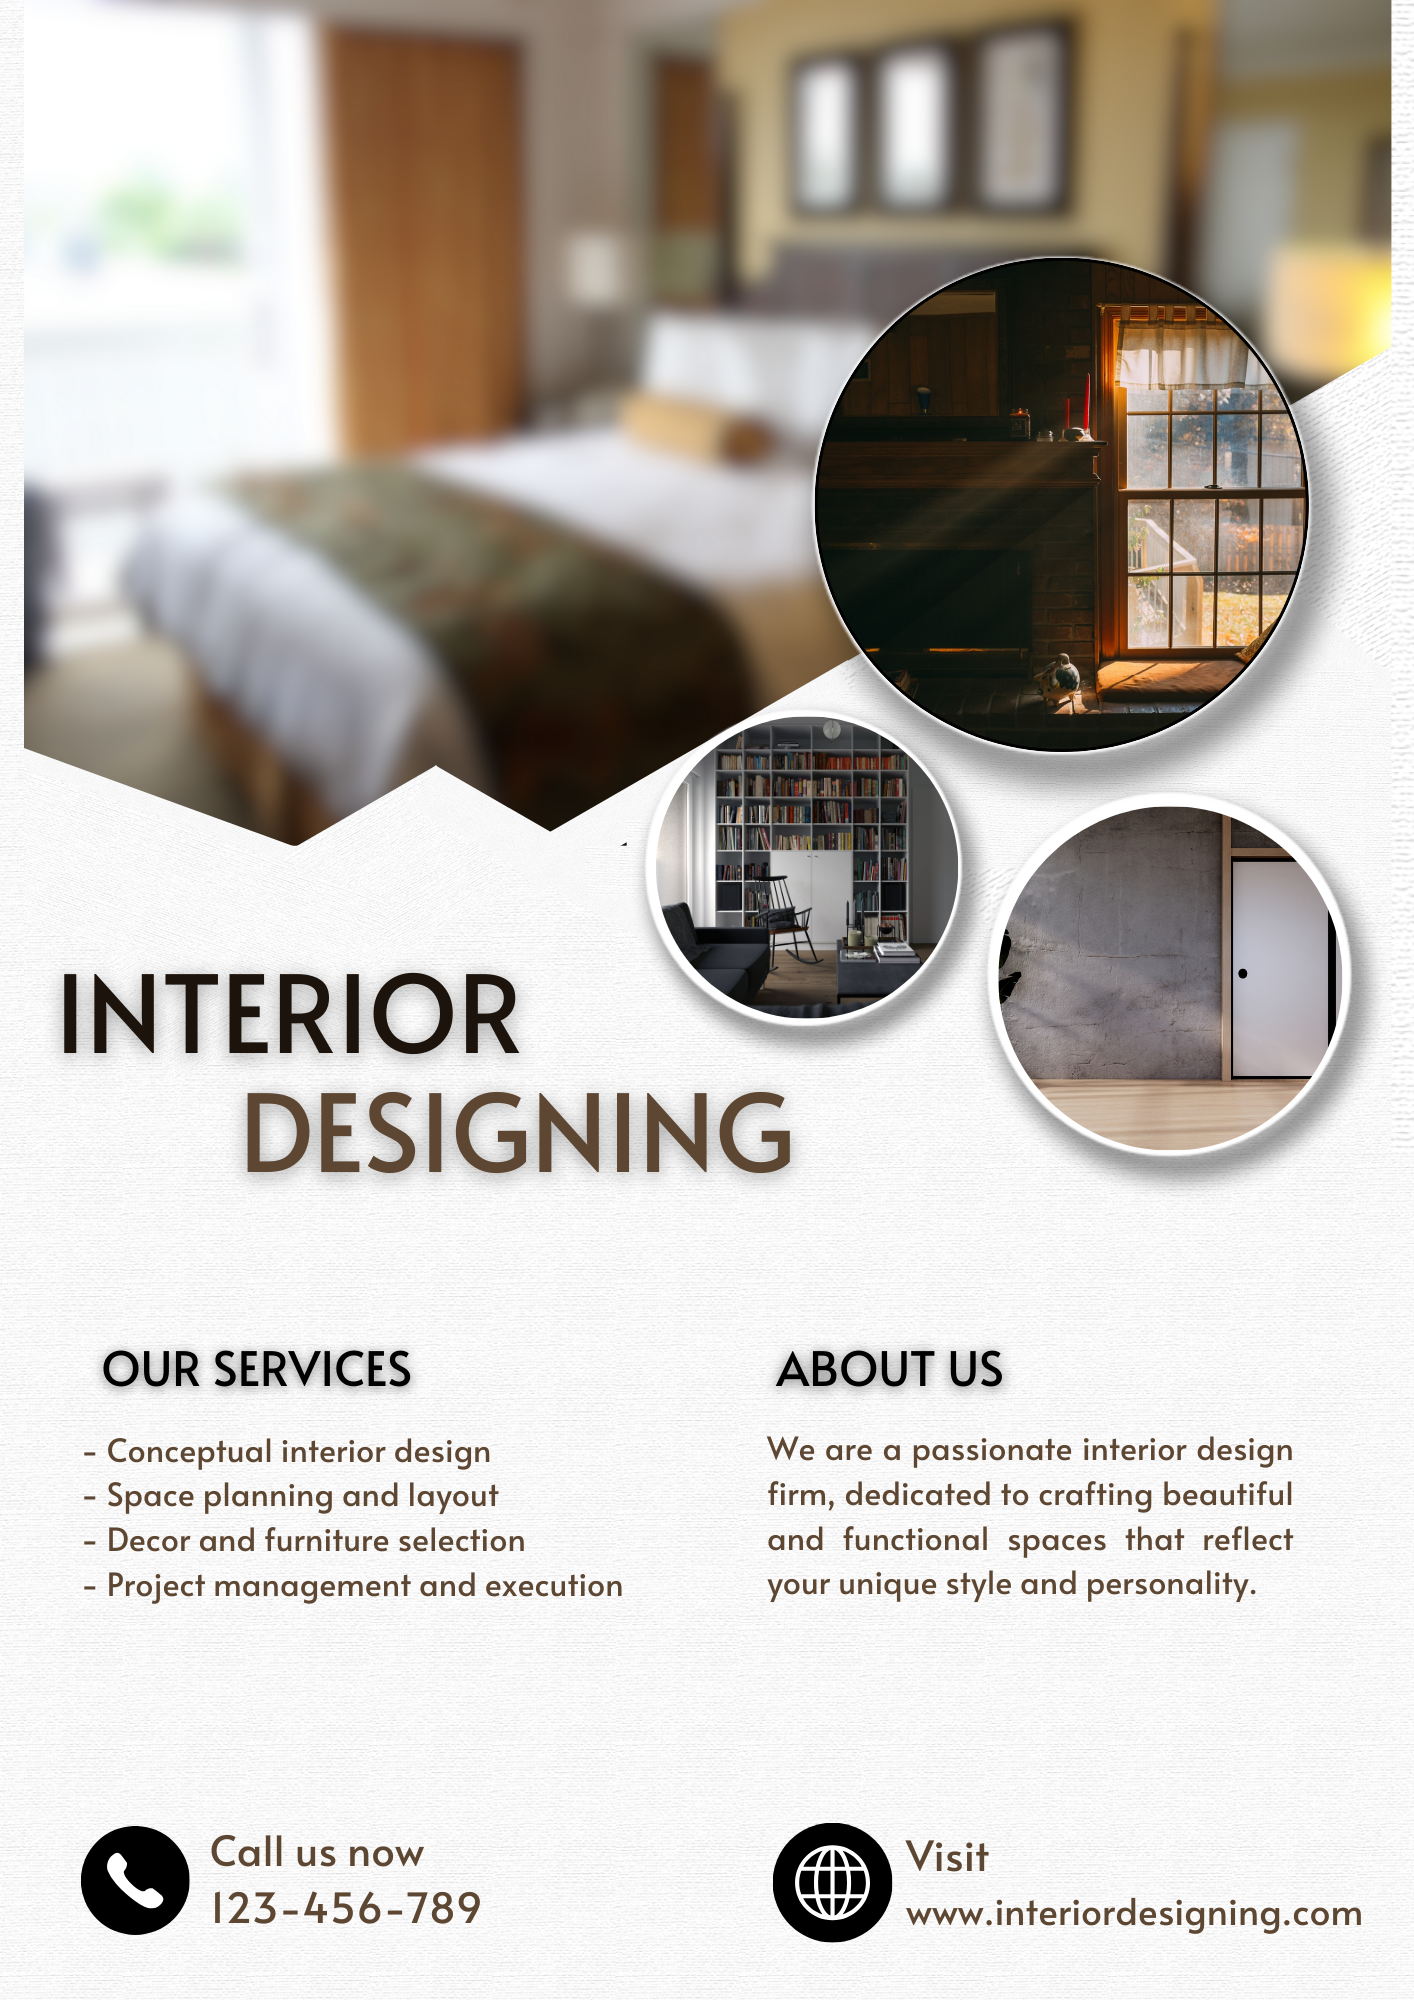 INTERIOR
DESIGNING
OUR SERVICES
- Conceptual interior design
- Space planning and layout
- Decor and furniture selection
- Project management and execution
ABOUT US
We are a passionate interior design
firm, dedicated to crafting beautiful
and functional spaces that reflect
your unique style and personality.
Call us now
123-456-789
Visit
www.interiordesigning.com